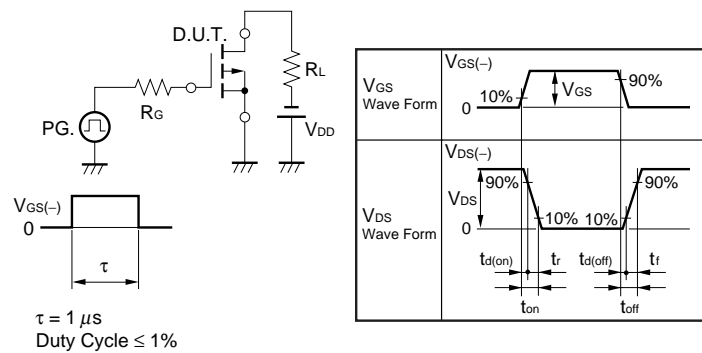 D.U.T.
RL
RG
PG.
VDD
VGS(−)
0
τ
τ = 1 μs
Duty Cycle ≤ 1%
VGS
Wave Form
VGS(−)
10%
0
VGS
90%
VDS
Wave Form
VDS(−)
90%
VDS
0
10%
10%
90%
td(on)
tr
td(off)
tf
ton
toff